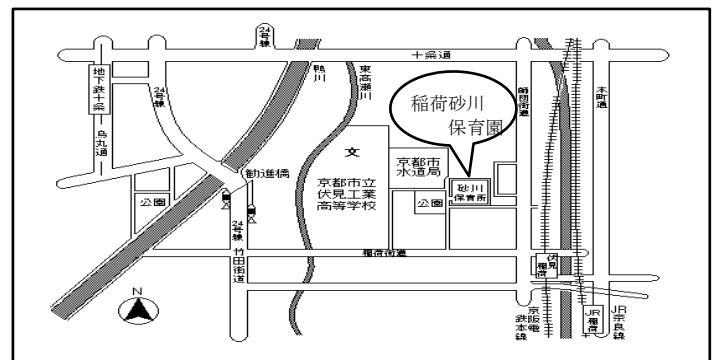 24号線
十条通
地下鉄十条
烏丸通
24号線
鴨川
東高瀬川
師団街道
本町通
稲荷砂川
保育園
勧進橋
文
京都市立
伏見工業
高等学校
京都市
水道局
砂川
保育所
公園
公園
24号線
竹田街道
稲荷街道
伏見
稲荷
京阪電
鉄本線
JR
稲荷
JR奈良線
N